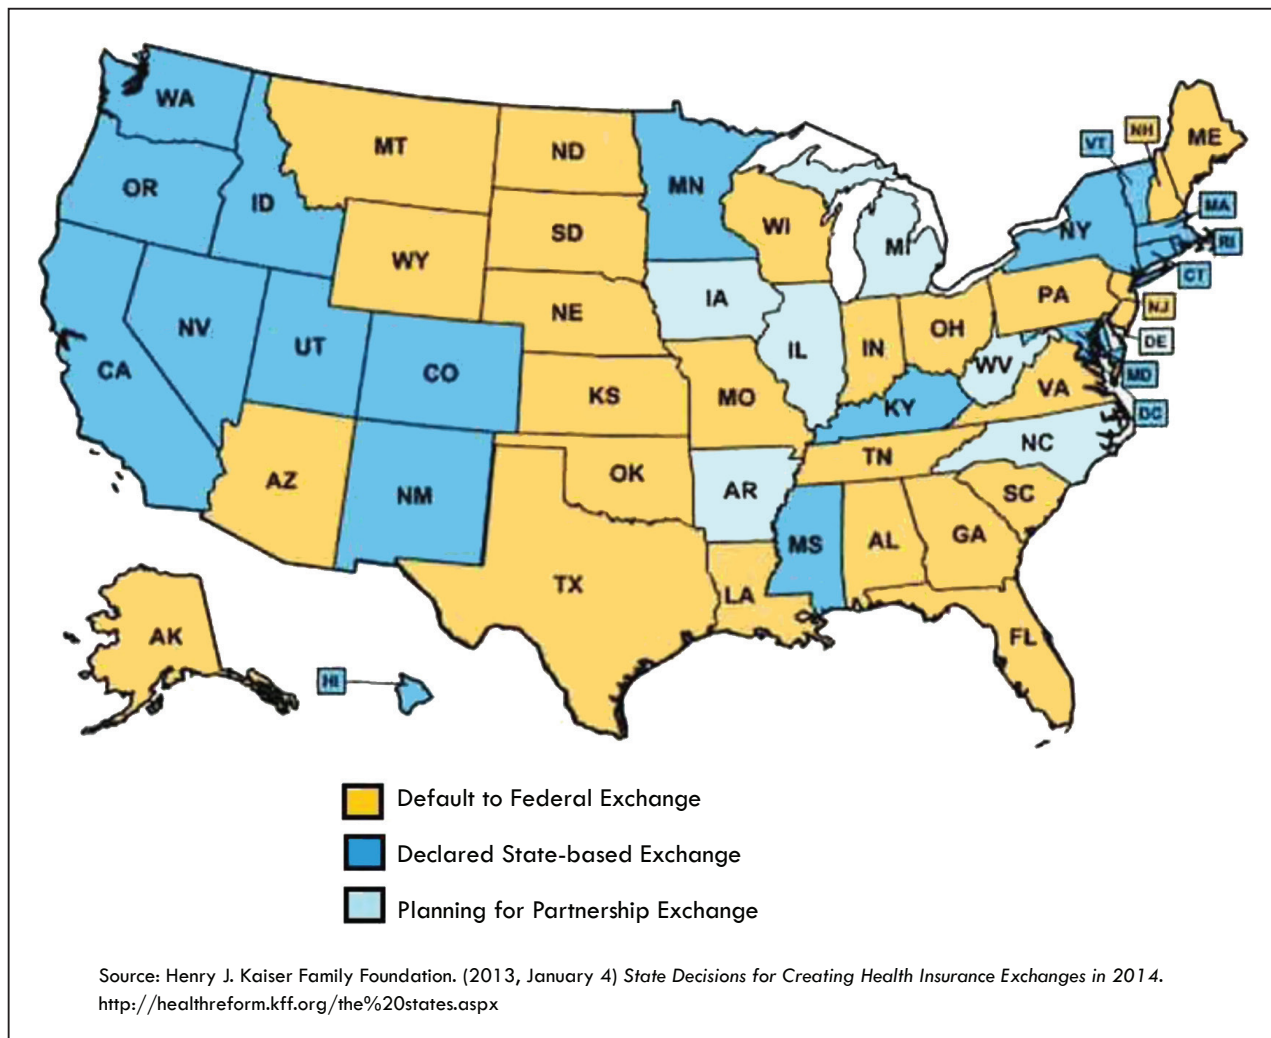 WA
MT
ND
MN
VT
NH
ME
OR
ID
SD
WI
MI
NY
MA
RI
CT
WY
NE
IA
PA
NJ
NV
UT
CO
IL
IN
OH
DE
CA
KS
MO
WV
VA
MD
KY
DC
AZ
NM
OK
AR
TN
NC
SC
TX
LA
MS
AL
GA
FL
AK
HI
Default to Federal Exchange
Declared State-based Exchange
Planning for Partnership Exchange
Source: Henry J. Kaiser Family Foundation. (2013, January 4) State Decisions for Creating Health Insurance Exchanges in 2014.
http://healthreform.kff.org/the%20states.aspx